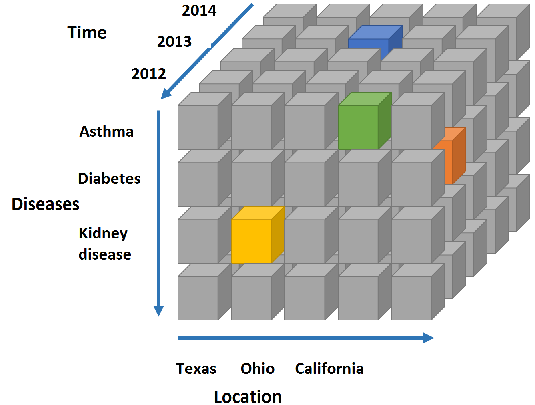 2014
Time
2013
2012
Asthma
Diabetes
Diseases
Kidney
disease
Texas Ohio California
Location